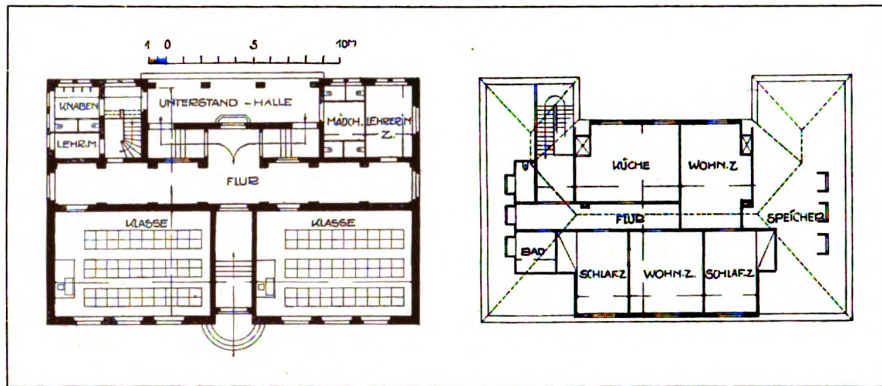 1 0 5 10M
KNABEN
UNTERSTAND-HALLE
MÄDCH.
LEHRERIN
Z.
LEHR.M.
FLUR
KLASSE
KLASSE
KÜCHE
WOHN.Z.
FLUR
SPEICHER
BAD
SCHLAFZ
WOHN.Z.
SCHLAF.Z